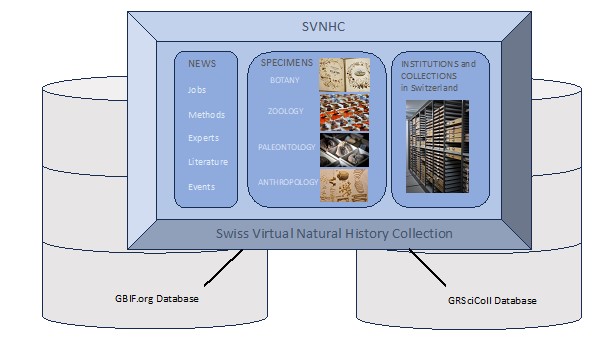 SVNHC
NEWS
Jobs
Methods
Experts
Literature
Events
SPECIMENS
BOTANY
ZOOLOGY
PALEONTOLOGY
ANTHROPOLOGY
INSTITUTIONS and
COLLECTIONS
in Switzerland
Swiss Virtual Natural History Collection
GBIF.org Database
GRSciColl Database